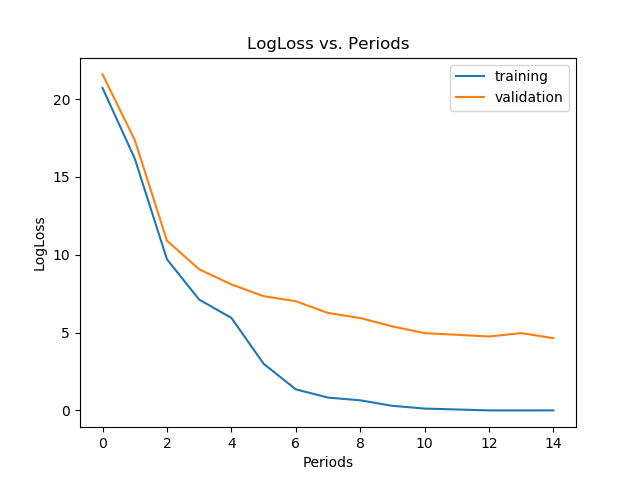 LogLoss vs. Periods
training
validation
LogLoss
20
15
10
5
0
0 2 4 6 8 10 12 14
Periods